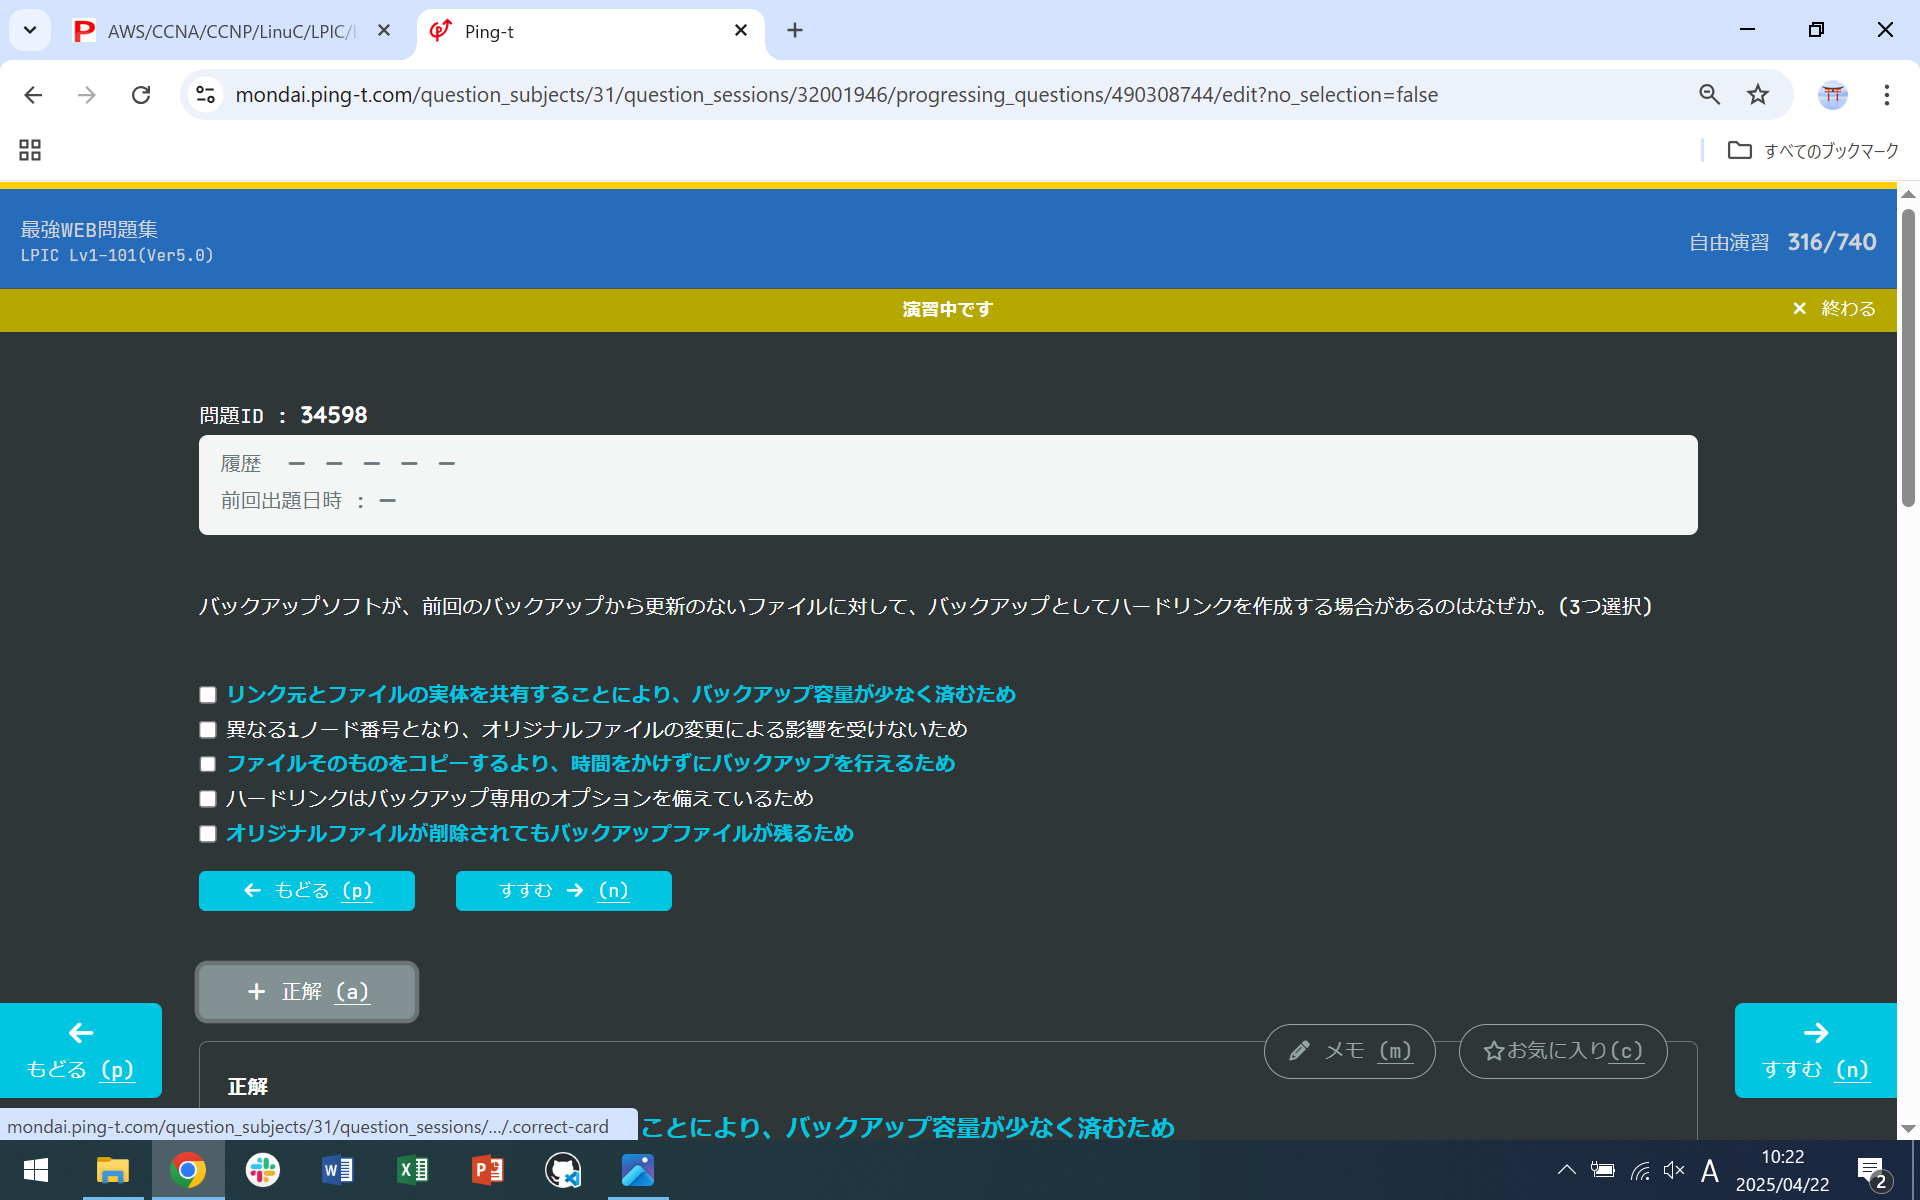 AWS/CCNA/CCNP/LinuC/LPIC/
Ping-t
mondai.ping-t.com/question_subjects/31/question_sessions/32001946/progressing_questions/490308744/edit?no_selection=false
すべてのブックマーク
最強WEB問題集
LPIC Lv1-101(Ver5.0)
自由演習 316/740
演習中です
× 終わる
問題ID : 34598
履歴 ー ー ー ー ー
前回出題日時 : ー
バックアップソフトが、前回のバックアップから更新のないファイルに対して、バックアップとしてハードリンクを作成する場合があるのはなぜか。(3つ選択)
リンク元とファイルの実体を共有することにより、バックアップ容量が少なく済むため
異なるiノード番号となり、オリジナルファイルの変更による影響を受けないため
ファイルそのものをコピーするより、時間をかけずにバックアップを行えるため
ハードリンクはバックアップ専用のオプションを備えているため
オリジナルファイルが削除されてもバックアップファイルが残るため
← もどる (p)
すすむ → (n)
+ 正解 (a)
← もどる (p)
→ すすむ (n)
メモ (m)
お気に入り(c)
正解
ことにより、バックアップ容量が少なく済むため
mondai.ping-t.com/question_subjects/31/question_sessions/.../.correct-card
A
10:22
2025/04/22
2